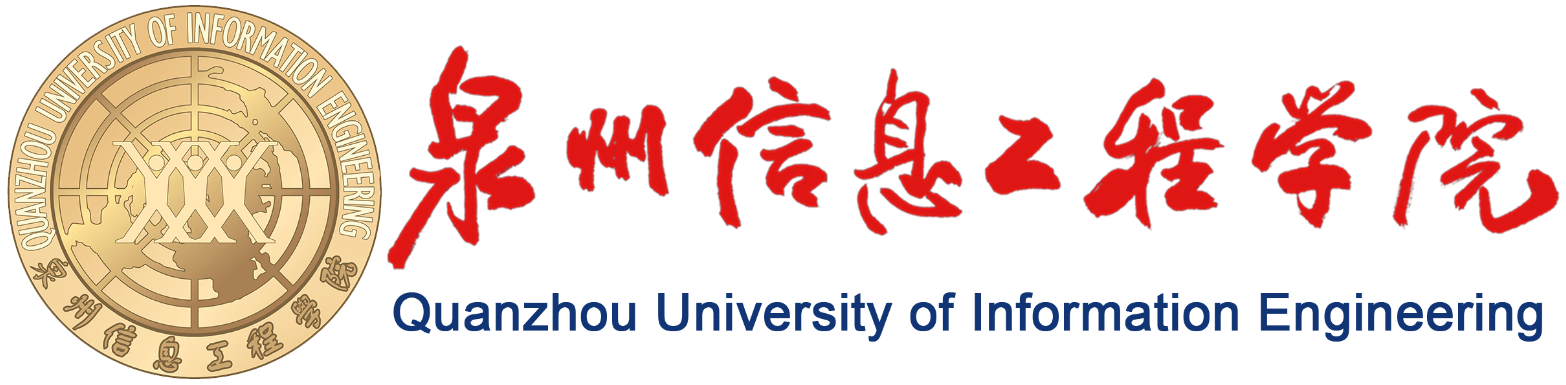 QUANZHOU UNIVERSITY OF INFORMATION ENGINEERING
泉州信息工程學院
泉州信息工程学院
Quanzhou University of Information Engineering